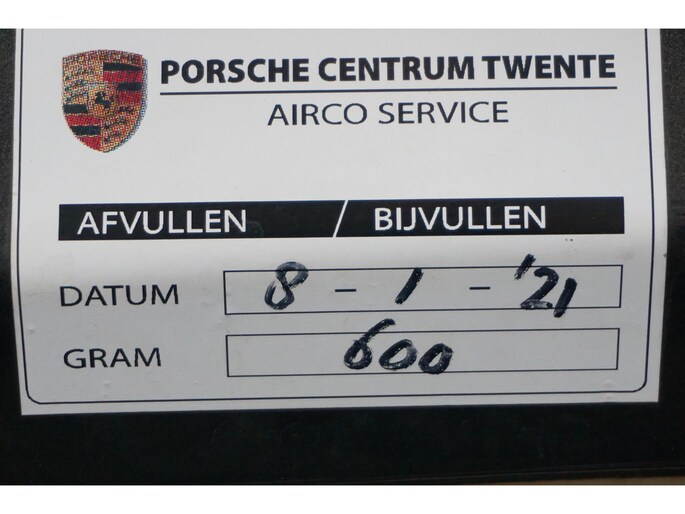 PORSCHE CENTRUM TWENTE
AIRCO SERVICE
AFVULLEN / BIJVULLEN
DATUM 8 - 1 - '21
GRAM 600